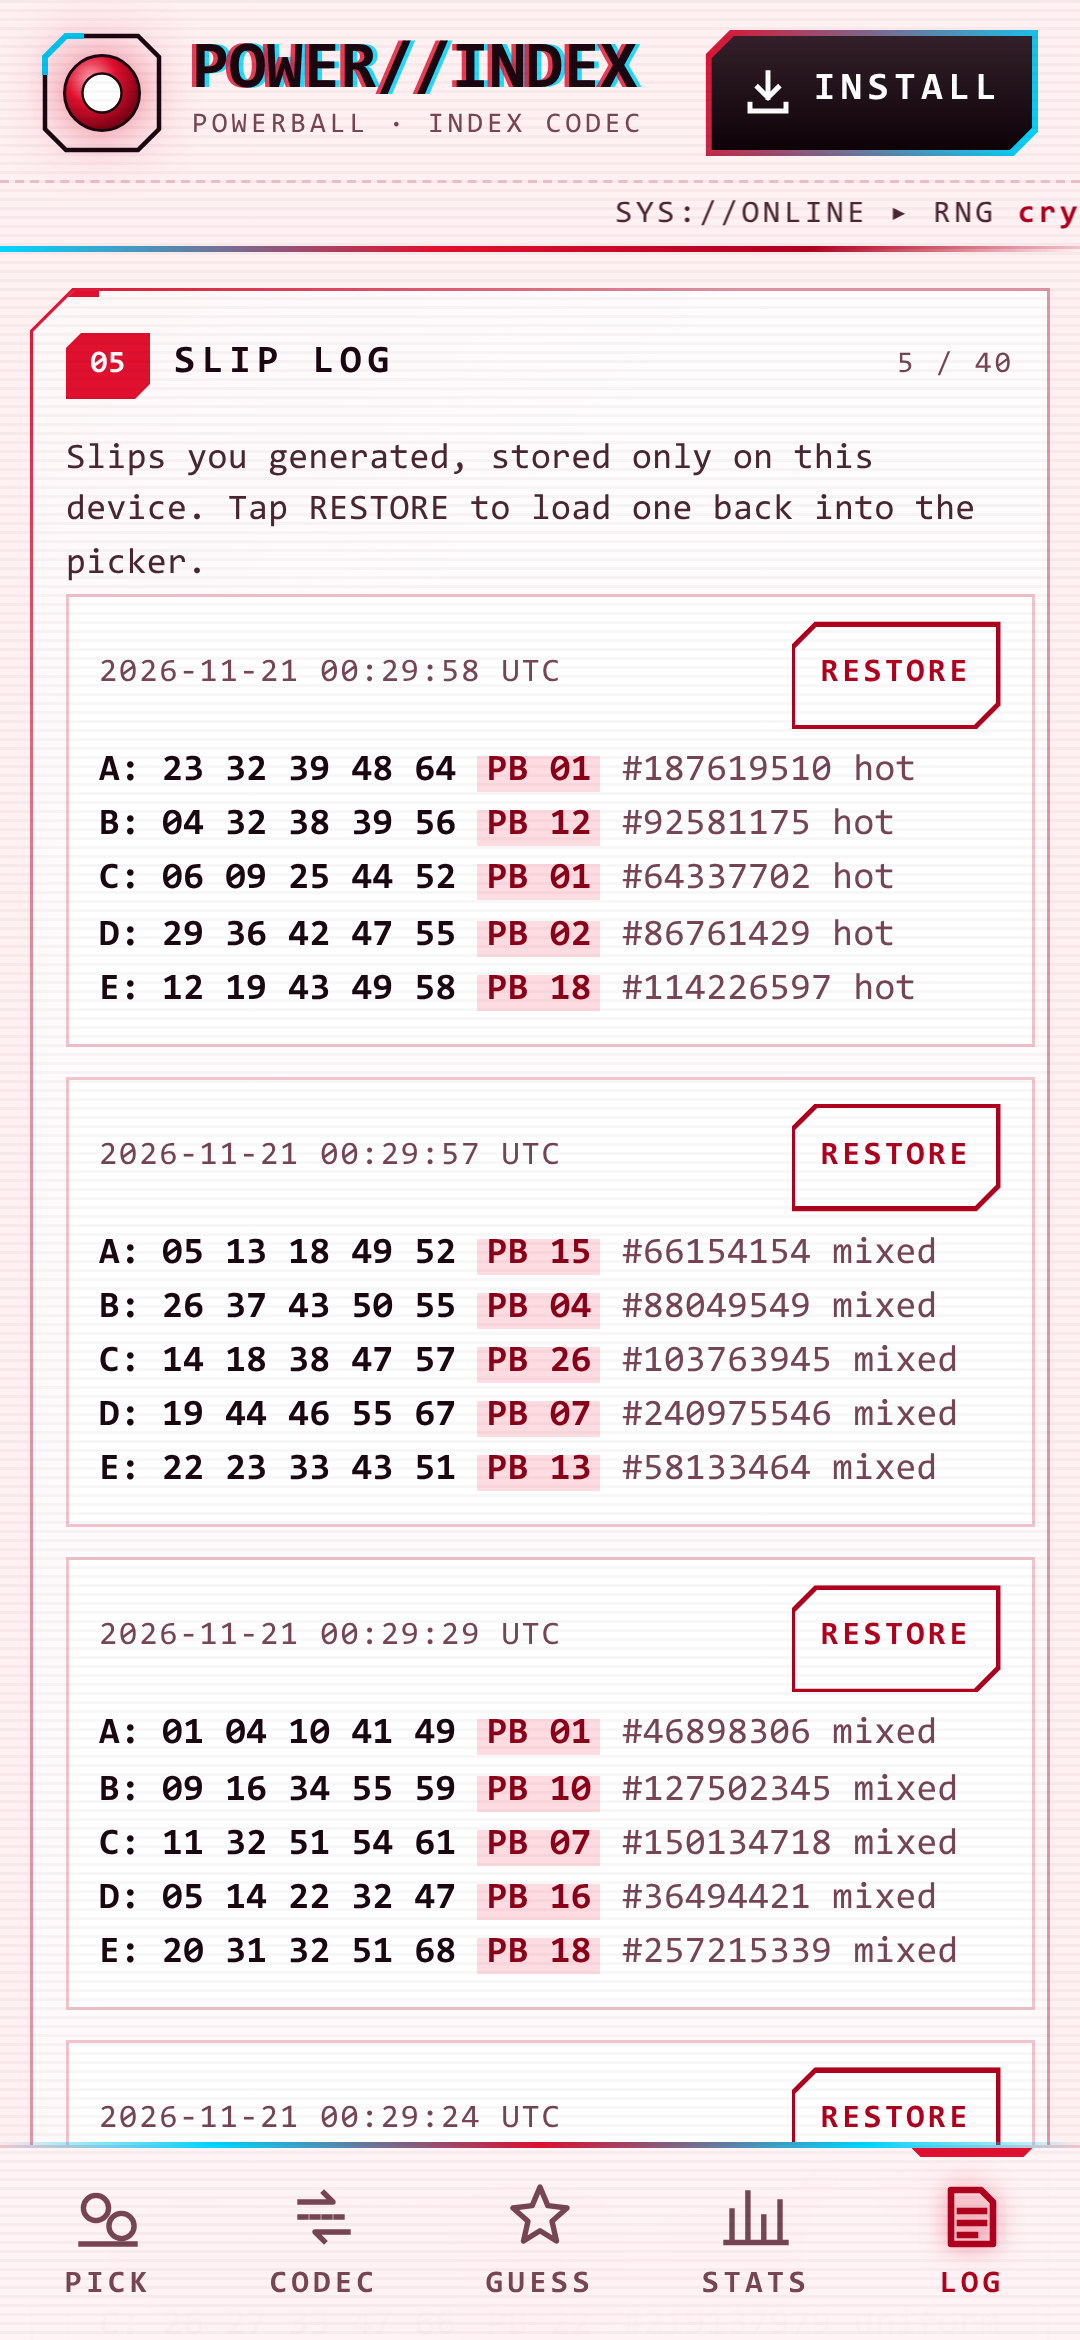 POWER//INDEX
POWERBALL · INDEX CODEC
INSTALL
SYS://ONLINE ▸ RNG cry
05 SLIP LOG 5 / 40
Slips you generated, stored only on this
device. Tap RESTORE to load one back into the
picker.
2026-11-21 00:29:58 UTC RESTORE
A: 23 32 39 48 64 PB 01 #187619510 hot
B: 04 32 38 39 56 PB 12 #92581175 hot
C: 06 09 25 44 52 PB 01 #64337702 hot
D: 29 36 42 47 55 PB 02 #86761429 hot
E: 12 19 43 49 58 PB 18 #114226597 hot
2026-11-21 00:29:57 UTC RESTORE
A: 05 13 18 49 52 PB 15 #66154154 mixed
B: 26 37 43 50 55 PB 04 #88049549 mixed
C: 14 18 38 47 57 PB 26 #103763945 mixed
D: 19 44 46 55 67 PB 07 #240975546 mixed
E: 22 23 33 43 51 PB 13 #58133464 mixed
2026-11-21 00:29:29 UTC RESTORE
A: 01 04 10 41 49 PB 01 #46898306 mixed
B: 09 16 34 55 59 PB 10 #127502345 mixed
C: 11 32 51 54 61 PB 07 #150134718 mixed
D: 05 14 22 32 47 PB 16 #36494421 mixed
E: 20 31 32 51 68 PB 18 #257215339 mixed
2026-11-21 00:29:24 UTC RESTORE
PICK CODEC GUESS STATS LOG